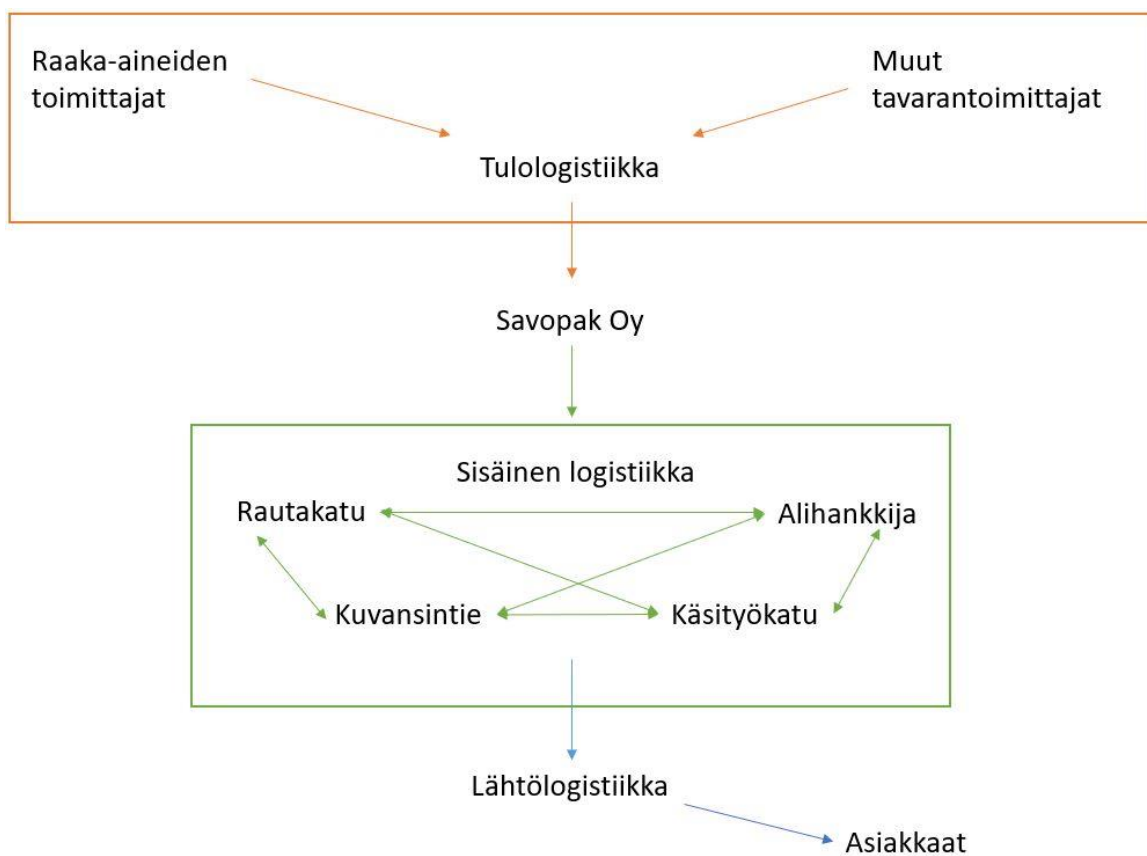 Raaka-aineiden
toimittajat
Muut
tavarantoimittajat
Tulologistiikka
Savopak Oy
Sisäinen logistiikka
Rautakatu
Alihankkija
Kuvansintie
Käsityökatu
Lähtölogistiikka
Asiakkaat